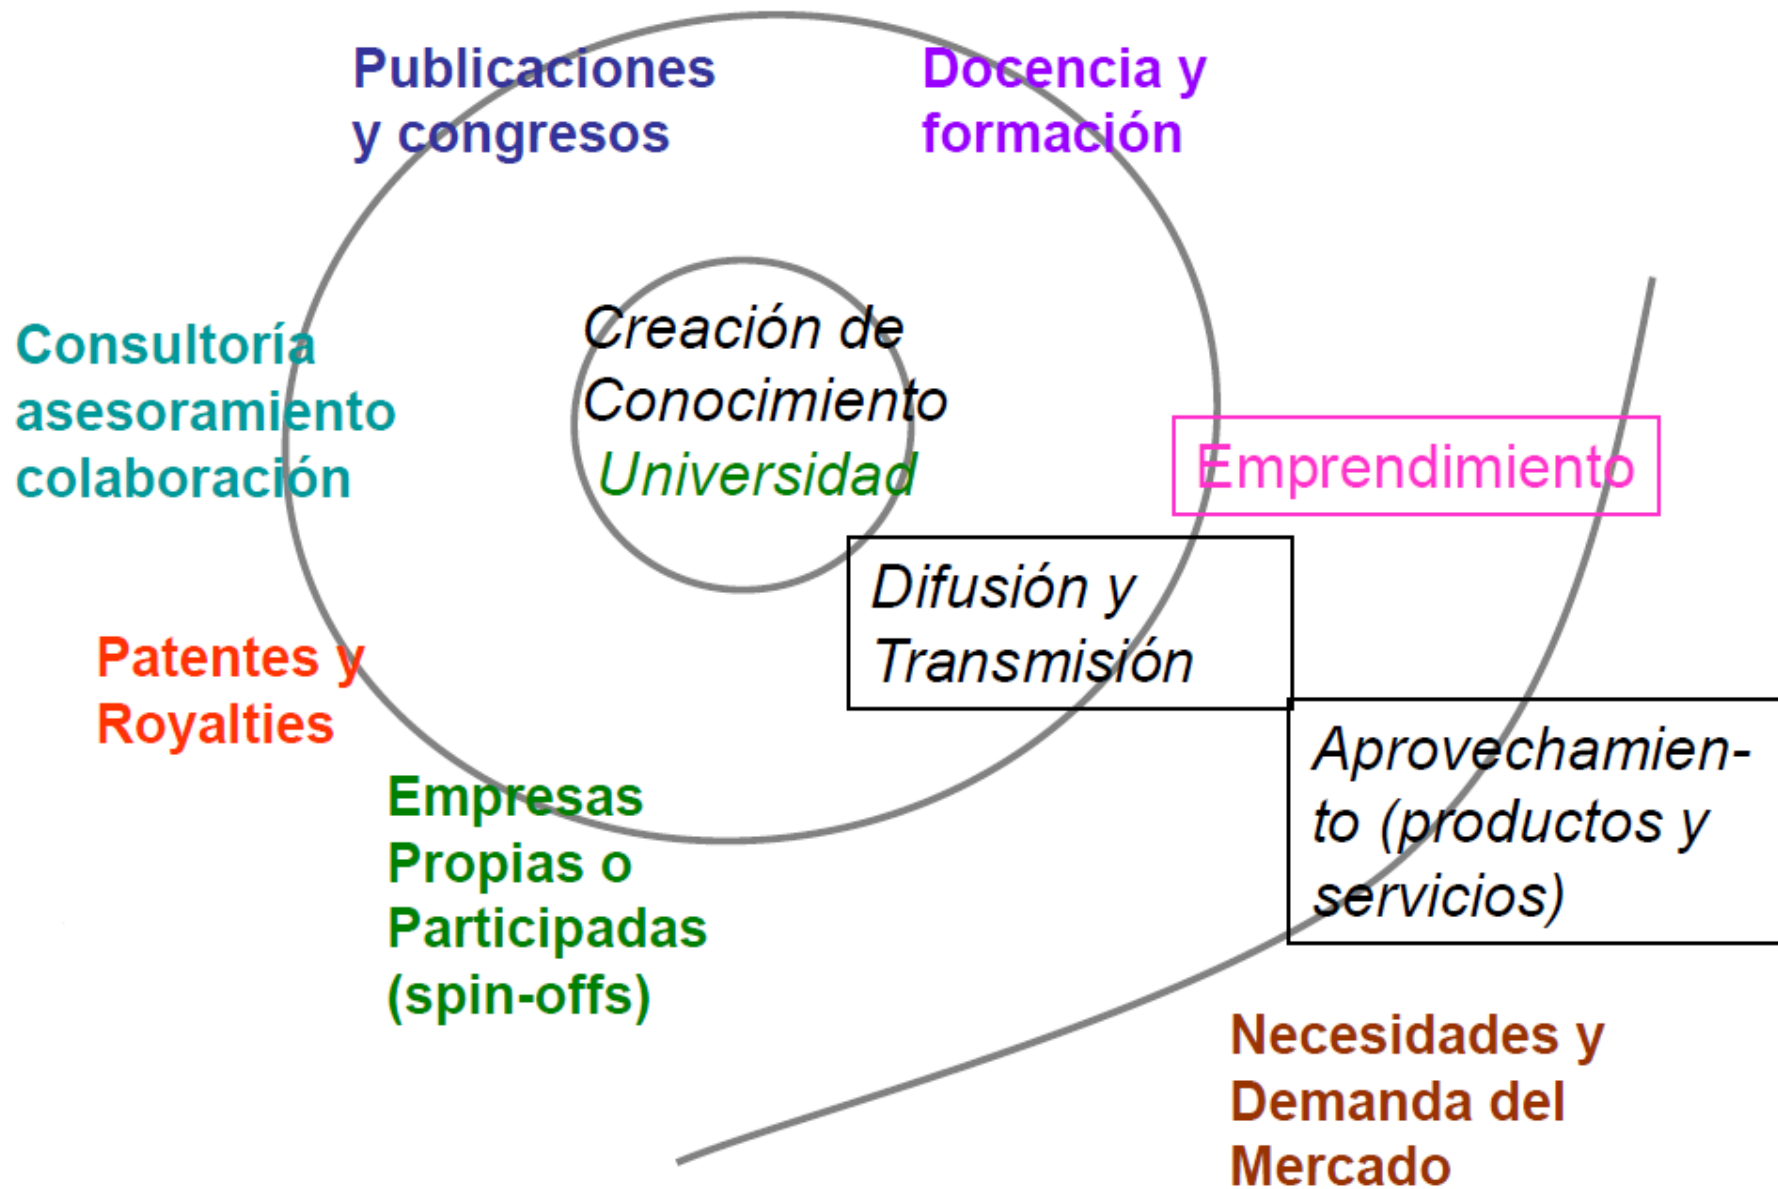 Publicaciones
y congresos
Docencia y
formación
Creación de
Conocimiento
Universidad
Consultoría
asesoramiento
colaboración
Emprendimiento
Difusión y
Transmisión
Patentes y
Royalties
Aprovechamien-
to (productos y
servicios)
Empresas
Propias o
Participadas
(spin-offs)
Necesidades y
Demanda del
Mercado